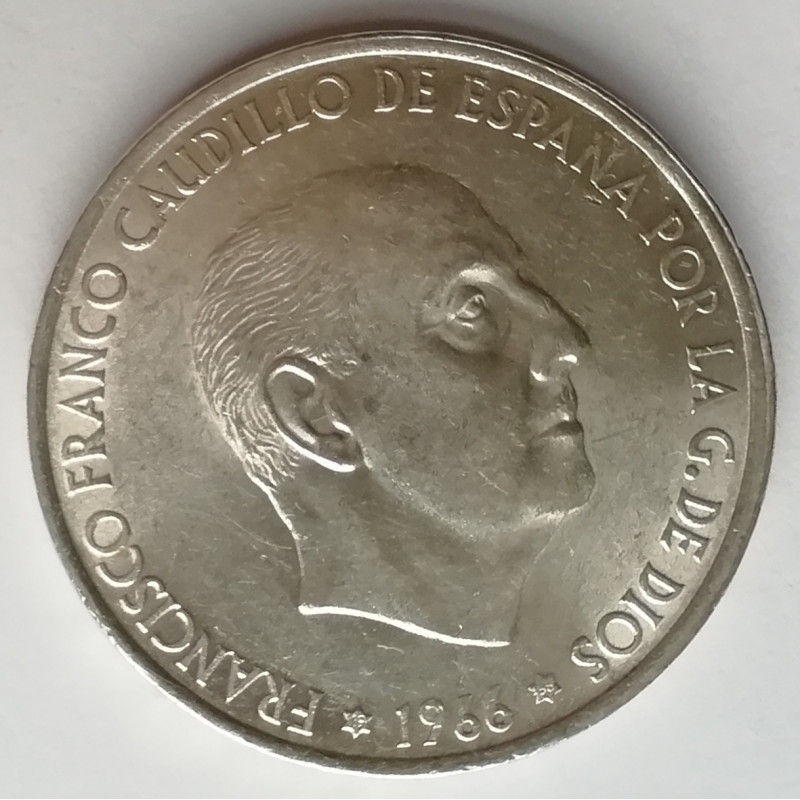 FRANCISCO FRANCO CAUDILLO DE ESPAÑA POR LA G. DE DIOS
1966